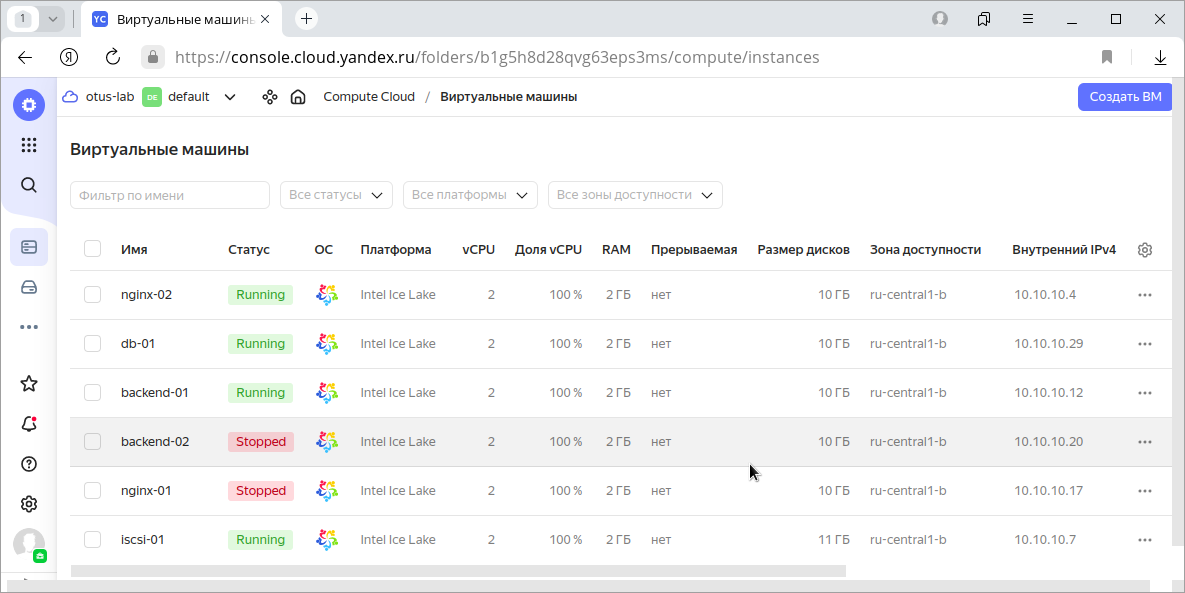 1
YC Виртуальные машины
https://console.cloud.yandex.ru/folders/b1g5h8d28qvg63eps3ms/compute/instances
otus-lab DE default Compute Cloud / Виртуальные машины Создать ВМ
Виртуальные машины
Фильтр по имени Все статусы Все платформы Все зоны доступности
Имя Статус ОС Платформа vCPU Доля vCPU RAM Прерываемая Размер дисков Зона доступности Внутренний IPv4
nginx-02 Running Intel Ice Lake 2 100 % 2 ГБ нет 10 ГБ ru-central1-b 10.10.10.4
db-01 Running Intel Ice Lake 2 100 % 2 ГБ нет 10 ГБ ru-central1-b 10.10.10.29
backend-01 Running Intel Ice Lake 2 100 % 2 ГБ нет 10 ГБ ru-central1-b 10.10.10.12
backend-02 Stopped Intel Ice Lake 2 100 % 2 ГБ нет 10 ГБ ru-central1-b 10.10.10.20
nginx-01 Stopped Intel Ice Lake 2 100 % 2 ГБ нет 10 ГБ ru-central1-b 10.10.10.17
iscsi-01 Running Intel Ice Lake 2 100 % 2 ГБ нет 11 ГБ ru-central1-b 10.10.10.7